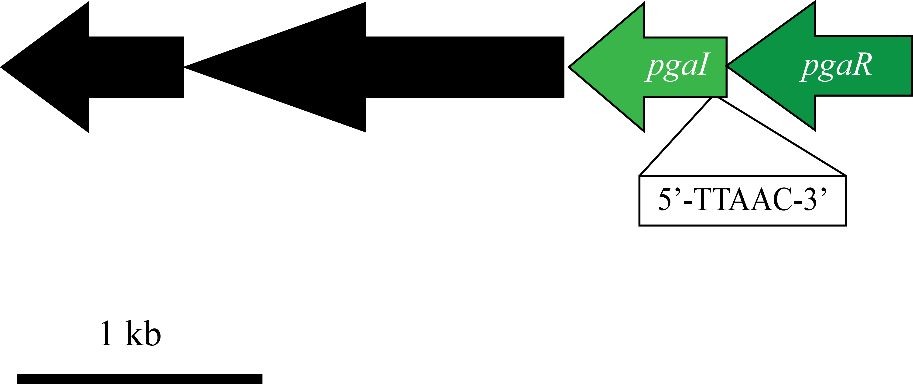 pgaI
pgaR
5’-TTAAC-3’
1 kb